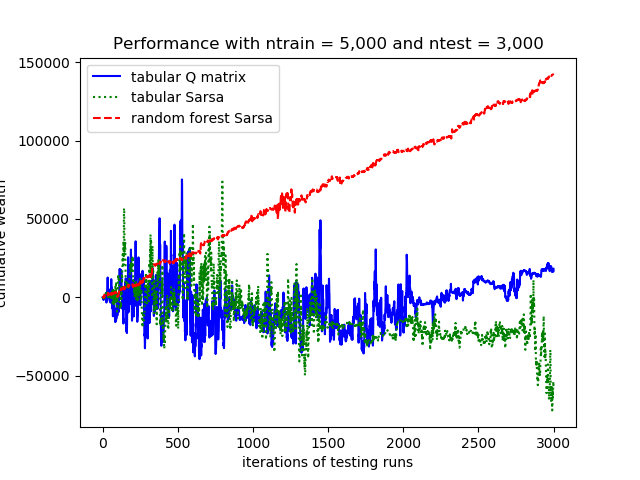 Performance with ntrain = 5,000 and ntest = 3,000
150000
100000
50000
0
−50000
cumulative wealth
tabular Q matrix
tabular Sarsa
random forest Sarsa
0 500 1000 1500 2000 2500 3000
iterations of testing runs